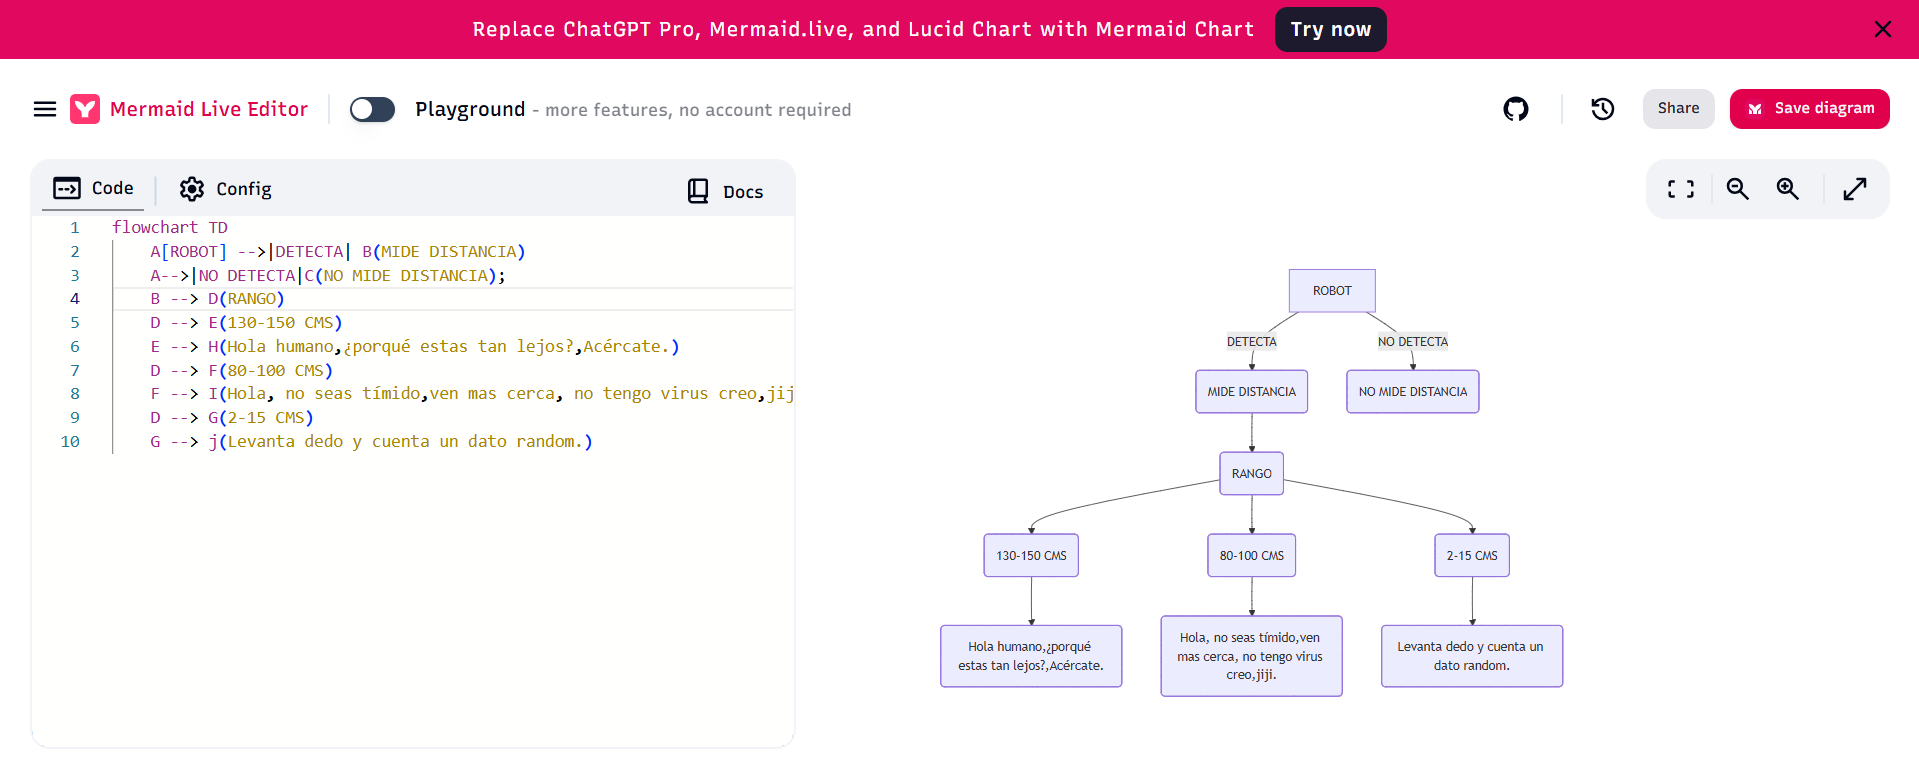 Replace ChatGPT Pro, Mermaid.live, and Lucid Chart with Mermaid Chart Try now
Mermaid Live Editor Playground - more features, no account required Share Save diagram
Code Config Docs
1 flowchart TD
2 A[ROBOT] -->|DETECTA| B(MIDE DISTANCIA)
3 A-->|NO DETECTA|C(NO MIDE DISTANCIA);
4 B --> D(RANGO)
5 D --> E(130-150 CMS)
6 E --> H(Hola humano,¿porqué estas tan lejos?,Acércate.)
7 D --> F(80-100 CMS)
8 F --> I(Hola, no seas tímido,ven mas cerca, no tengo virus creo,jij
9 D --> G(2-15 CMS)
10 G --> j(Levanta dedo y cuenta un dato random.)
ROBOT
DETECTA NO DETECTA
MIDE DISTANCIA NO MIDE DISTANCIA
RANGO
130-150 CMS 80-100 CMS 2-15 CMS
Hola humano,¿porqué
estas tan lejos?,Acércate.
Hola, no seas tímido,ven
mas cerca, no tengo virus
creo,jiji.
Levanta dedo y cuenta un
dato random.